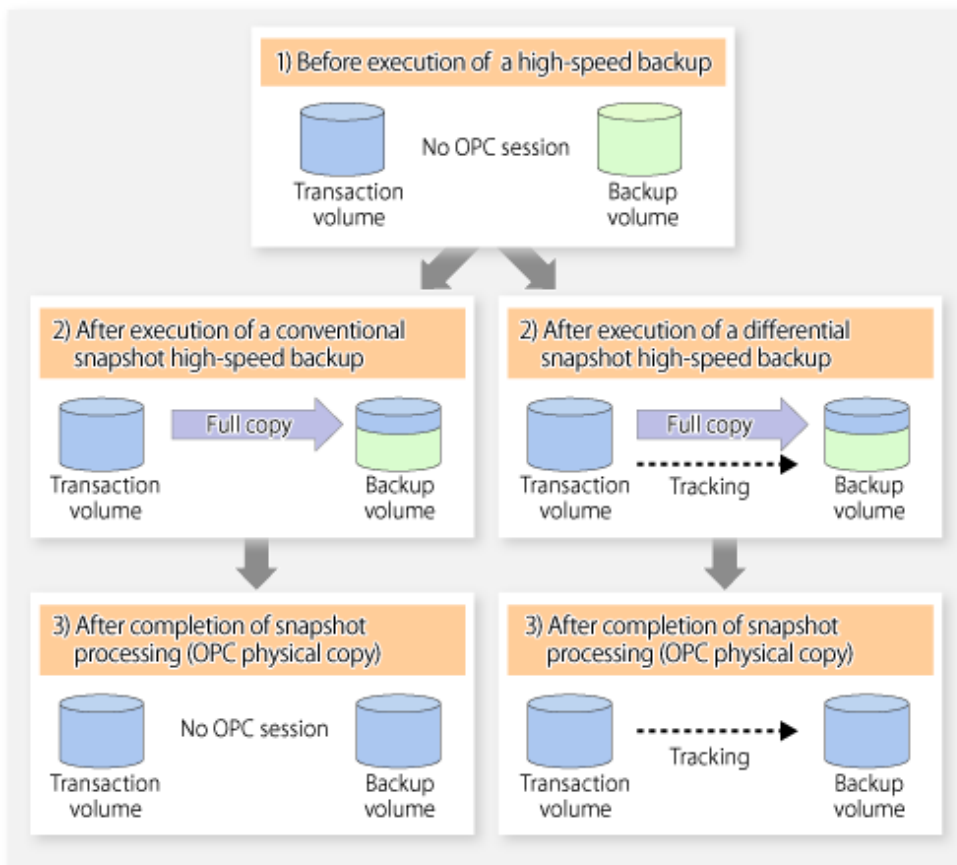 1) Before execution of a high-speed backup
No OPC session
Transaction
volume
Backup
volume
2) After execution of a conventional
snapshot high-speed backup
Full copy
Transaction
volume
Backup
volume
2) After execution of a differential
snapshot high-speed backup
Full copy
Tracking
Transaction
volume
Backup
volume
3) After completion of snapshot
processing (OPC physical copy)
No OPC session
Transaction
volume
Backup
volume
3) After completion of snapshot
processing (OPC physical copy)
Tracking
Transaction
volume
Backup
volume